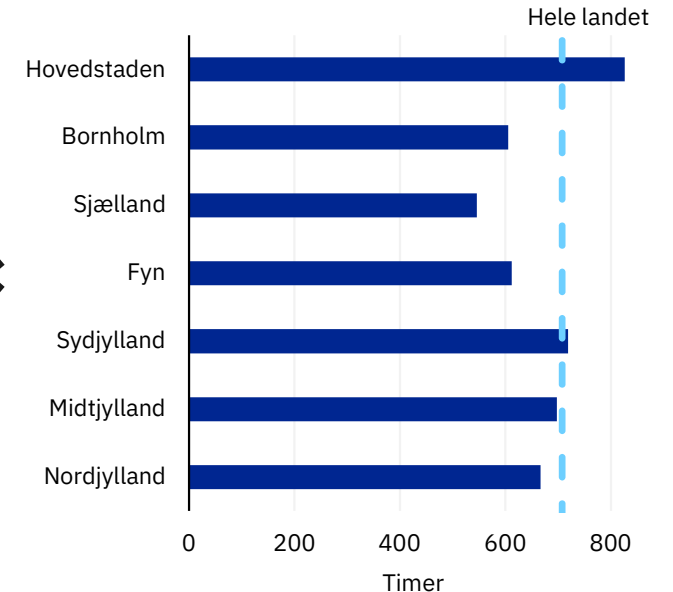 Hele landet
Hovedstaden
Bornholm
Sjælland
Fyn
Sydjylland
Midtjylland
Nordjylland
0 200 400 600 800
Timer